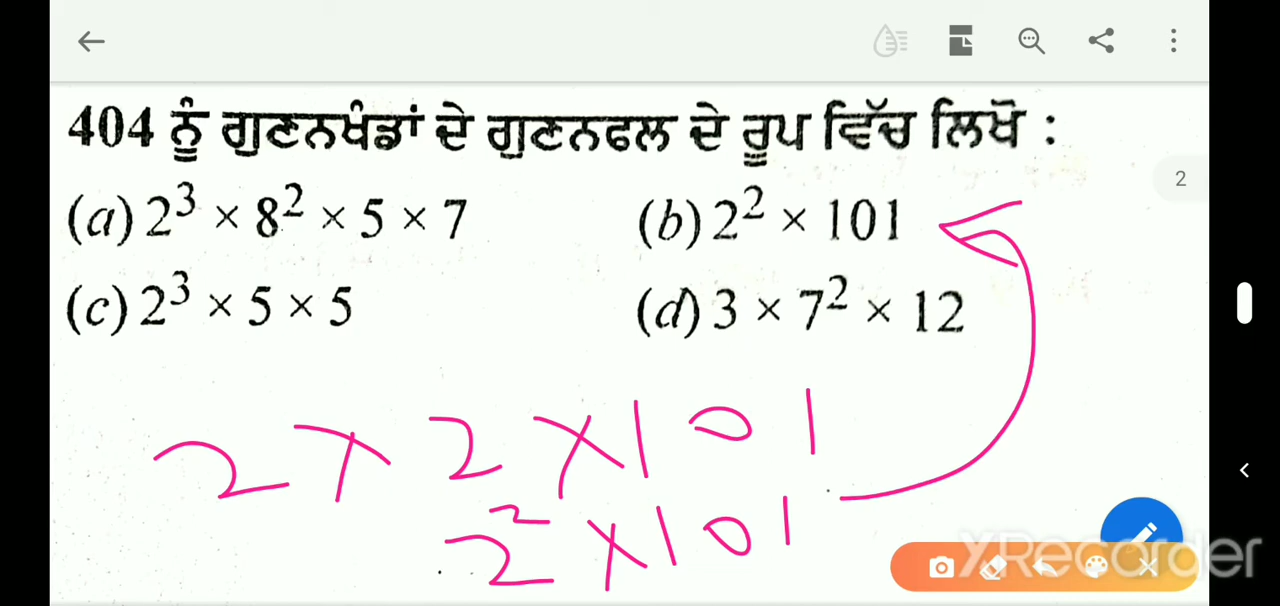 404 ਨੂੰ ਗੁਣਨਖੰਡਾਂ ਦੇ ਗੁਣਨਫਲ ਦੇ ਰੂਪ ਵਿੱਚ ਲਿਖੋ :
2
(a) 2³ × 8² × 5 × 7 (b) 2² × 101
(c) 2³ × 5 × 5 (d) 3 × 7² × 12
2 × 2 × 101
2² × 101
XRecorder